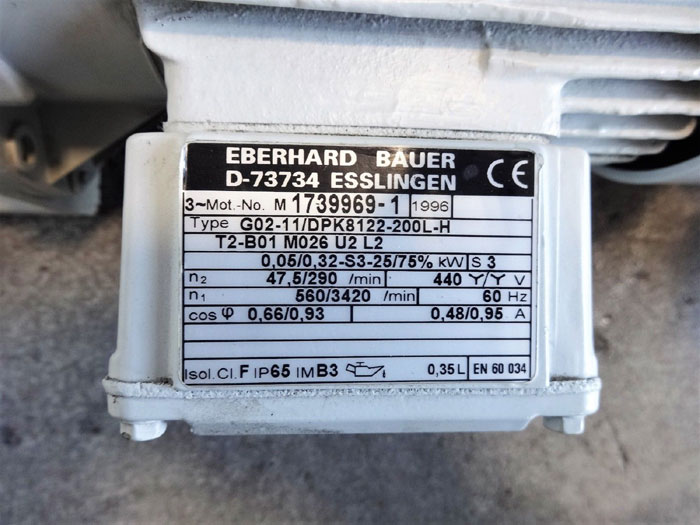 EBERHARD BAUER
D-73734 ESSLINGEN CE
3~Mot.-No. M 1739969-1 1996
Type G02-11/DPK8122-200L-H
T2-B01 M026 U2 L2
0,05/0,32-S3-25/75% kW S 3
n2 47,5/290 /min 440 Y/YY V
n1 560/3420 /min 60 Hz
cos φ 0,66/0,93 0,48/0,95 A
Isol. Cl. F IP65 IM B3 0,35 L EN 60 034